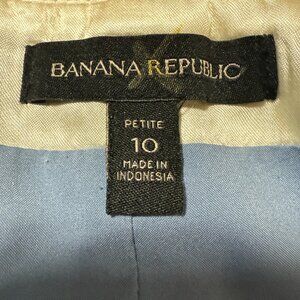 BANANA REPUBLIC
PETITE
10
MADE IN
INDONESIA